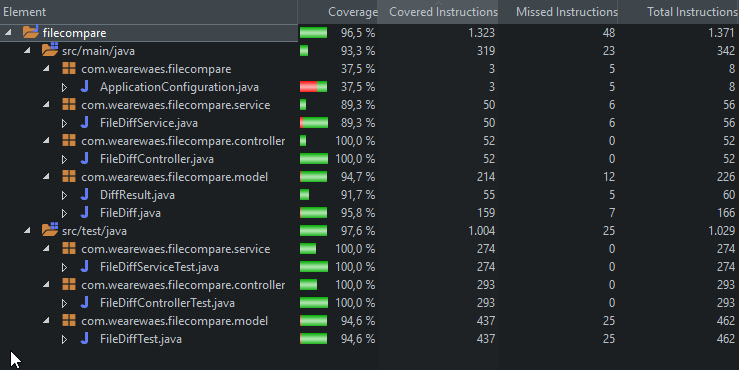 Element Coverage Covered Instructions Missed Instructions Total Instructions
filecompare 96,5 % 1.323 48 1.371
src/main/java 93,3 % 319 23 342
com.wearewaes.filecompare 37,5 % 3 5 8
ApplicationConfiguration.java 37,5 % 3 5 8
com.wearewaes.filecompare.service 89,3 % 50 6 56
FileDiffService.java 89,3 % 50 6 56
com.wearewaes.filecompare.controller 100,0 % 52 0 52
FileDiffController.java 100,0 % 52 0 52
com.wearewaes.filecompare.model 94,7 % 214 12 226
DiffResult.java 91,7 % 55 5 60
FileDiff.java 95,8 % 159 7 166
src/test/java 97,6 % 1.004 25 1.029
com.wearewaes.filecompare.service 100,0 % 274 0 274
FileDiffServiceTest.java 100,0 % 274 0 274
com.wearewaes.filecompare.controller 100,0 % 293 0 293
FileDiffControllerTest.java 100,0 % 293 0 293
com.wearewaes.filecompare.model 94,6 % 437 25 462
FileDiffTest.java 94,6 % 437 25 462